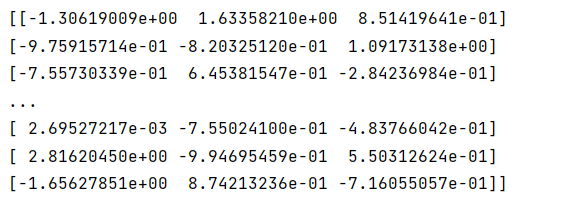 [[-1.30619009e+00  1.63358210e+00  8.51419641e-01]
[-9.75915714e-01 -8.20325120e-01  1.09173138e+00]
[-7.55730339e-01  6.45381547e-01 -2.84236984e-01]
...
[ 2.69527217e-03 -7.55024100e-01 -4.83766042e-01]
[ 2.81620450e+00 -9.94695459e-01  5.50312624e-01]
[-1.65627851e+00  8.74213236e-01 -7.16055057e-01]]